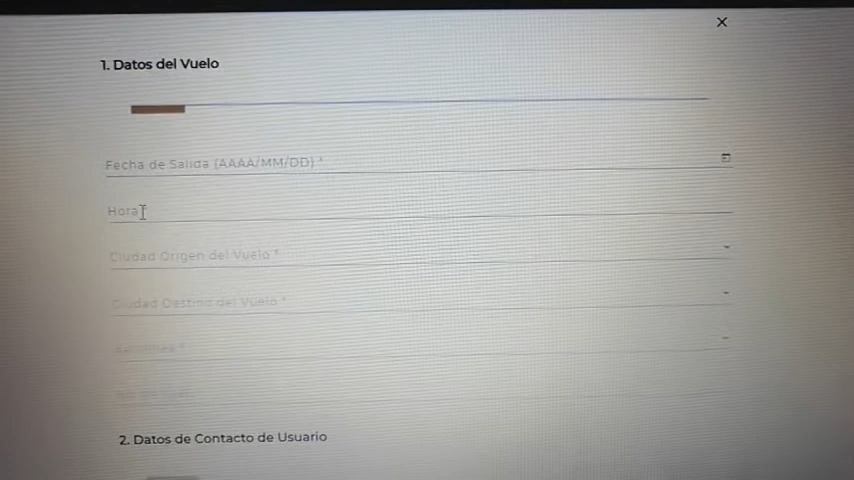 1. Datos del Vuelo
Fecha de Salida (AAAA/MM/DD) *
Hora
Ciudad Origen del Vuelo *
Ciudad Destino del Vuelo *
Aerolínea *
2. Datos de Contacto de Usuario